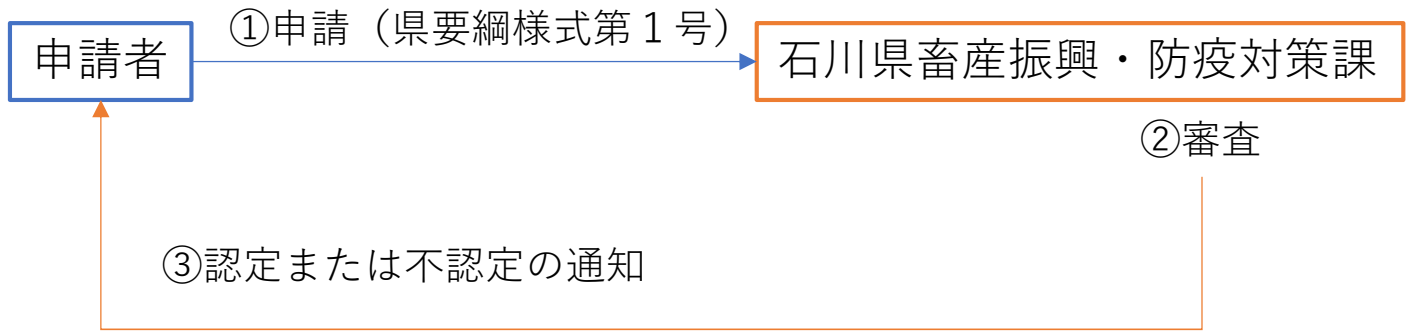 ①申請（県要綱様式第１号）
申請者
石川県畜産振興・防疫対策課
②審査
③認定または不認定の通知